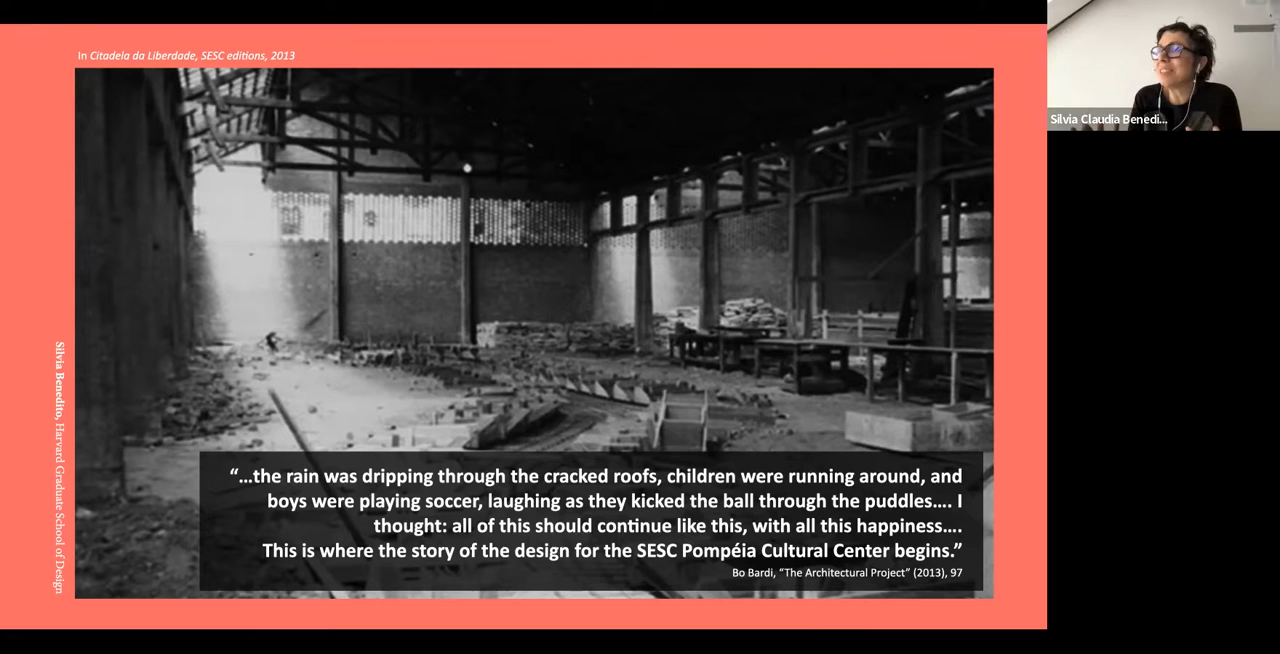 In Citadela da Liberdade, SESC editions, 2013
Silvia Claudia Benedi...
Silvia Benedito, Harvard Graduate School of Design
“...the rain was dripping through the cracked roofs, children were running around, and
boys were playing soccer, laughing as they kicked the ball through the puddles.... I
thought: all of this should continue like this, with all this happiness....
This is where the story of the design for the SESC Pompéia Cultural Center begins.”
Bo Bardi, “The Architectural Project” (2013), 97